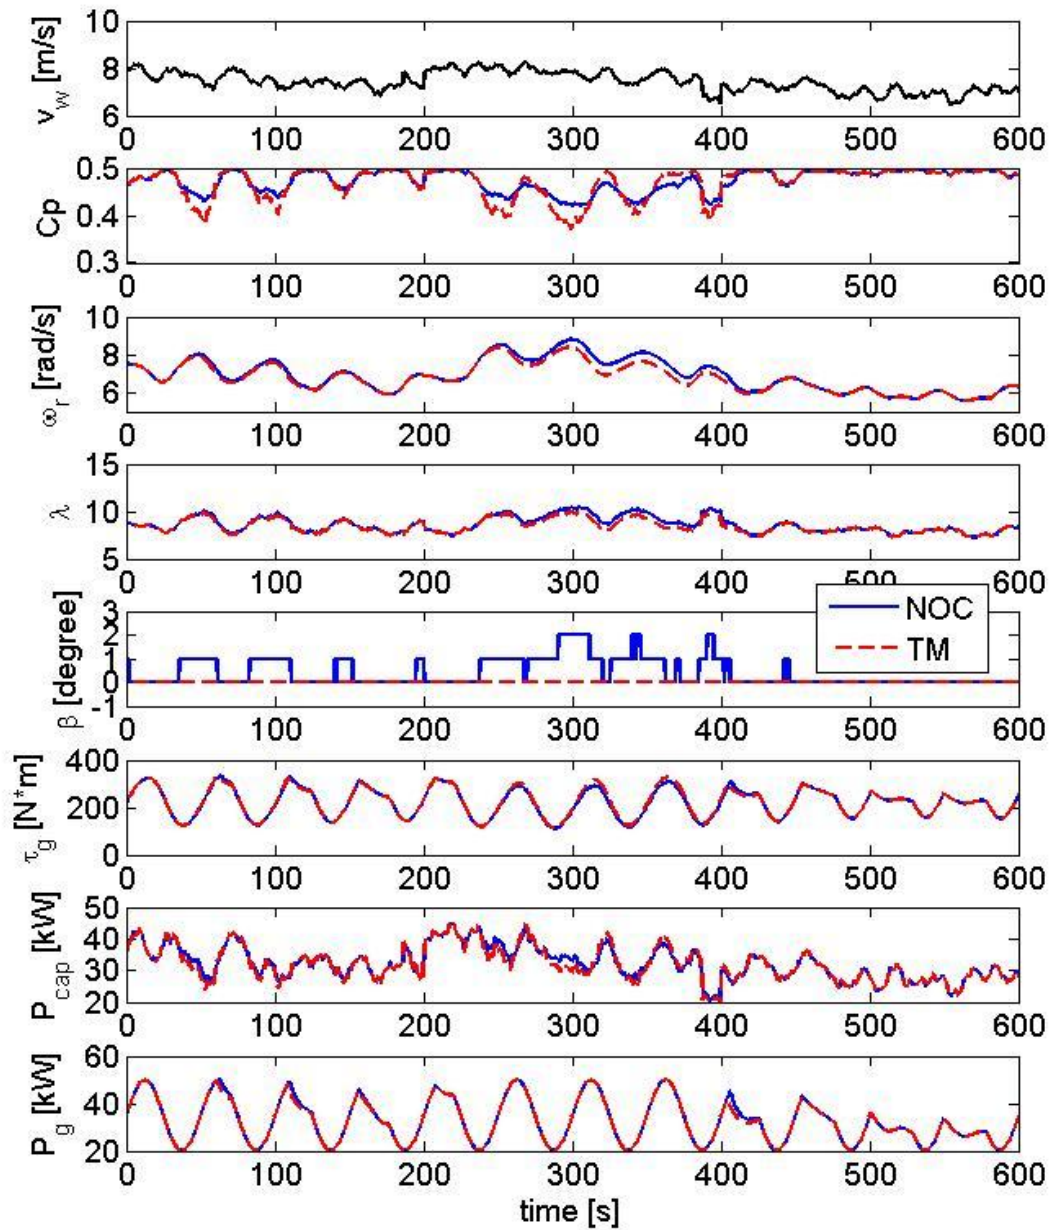 10
8
6
v_w [m/s]
0 100 200 300 400 500 600
0.5
0.4
0.3
Cp
0 100 200 300 400 500 600
10
8
6
ω_r [rad/s]
0 100 200 300 400 500 600
15
10
5
λ
0 100 200 300 400 500 600
3
2
1
0
-1
β [degree]
NOC
TM
0 100 200 300 400 500 600
400
200
0
τ_g [N*m]
0 100 200 300 400 500 600
50
40
30
20
P_cap [kW]
0 100 200 300 400 500 600
60
40
20
P_g [kW]
0 100 200 300 400 500 600
time [s]